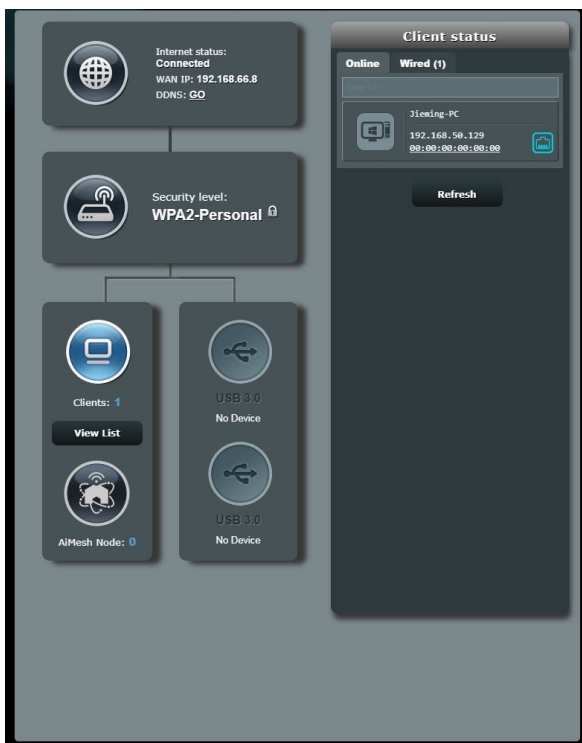 Internet status:
Connected
WAN IP: 192.168.66.8
DDNS: GO
Security level:
WPA2-Personal
Clients: 1
View List
AiMesh Node: 0
USB 3.0
No Device
USB 3.0
No Device
Client status
Online Wired (1)
Search
Jieming-PC
192.168.50.129
00:00:00:00:00:00
Refresh